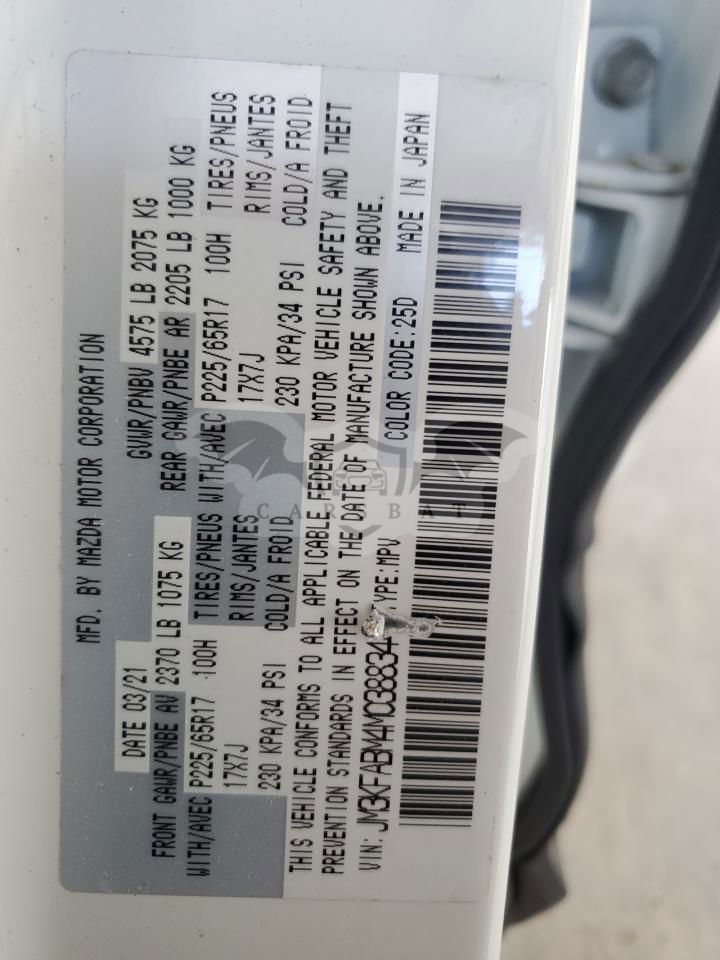 MFD. BY MAZDA MOTOR CORPORATION
DATE 03/21 GVWR/PNBV 4575 LB 2075 KG
FRONT GAWR/PNBE AV 2370 LB 1075 KG REAR GAWR/PNBE AR 2205 LB 1000 KG
WITH/AVEC P225/65R17 100H TIRES/PNEUS WITH/AVEC P225/65R17 100H TIRES/PNEUS
17X7J RIMS/JANTES 17X7J RIMS/JANTES
230 KPA/34 PSI COLD/A FROID 230 KPA/34 PSI COLD/A FROID
THIS VEHICLE CONFORMS TO ALL APPLICABLE FEDERAL MOTOR VEHICLE SAFETY AND THEFT
PREVENTION STANDARDS IN EFFECT ON THE DATE OF MANUFACTURE SHOWN ABOVE.
VIN: JM3KFABM4M038834 TYPE: MPV
COLOR CODE:25D MADE IN JAPAN
CARSBAT